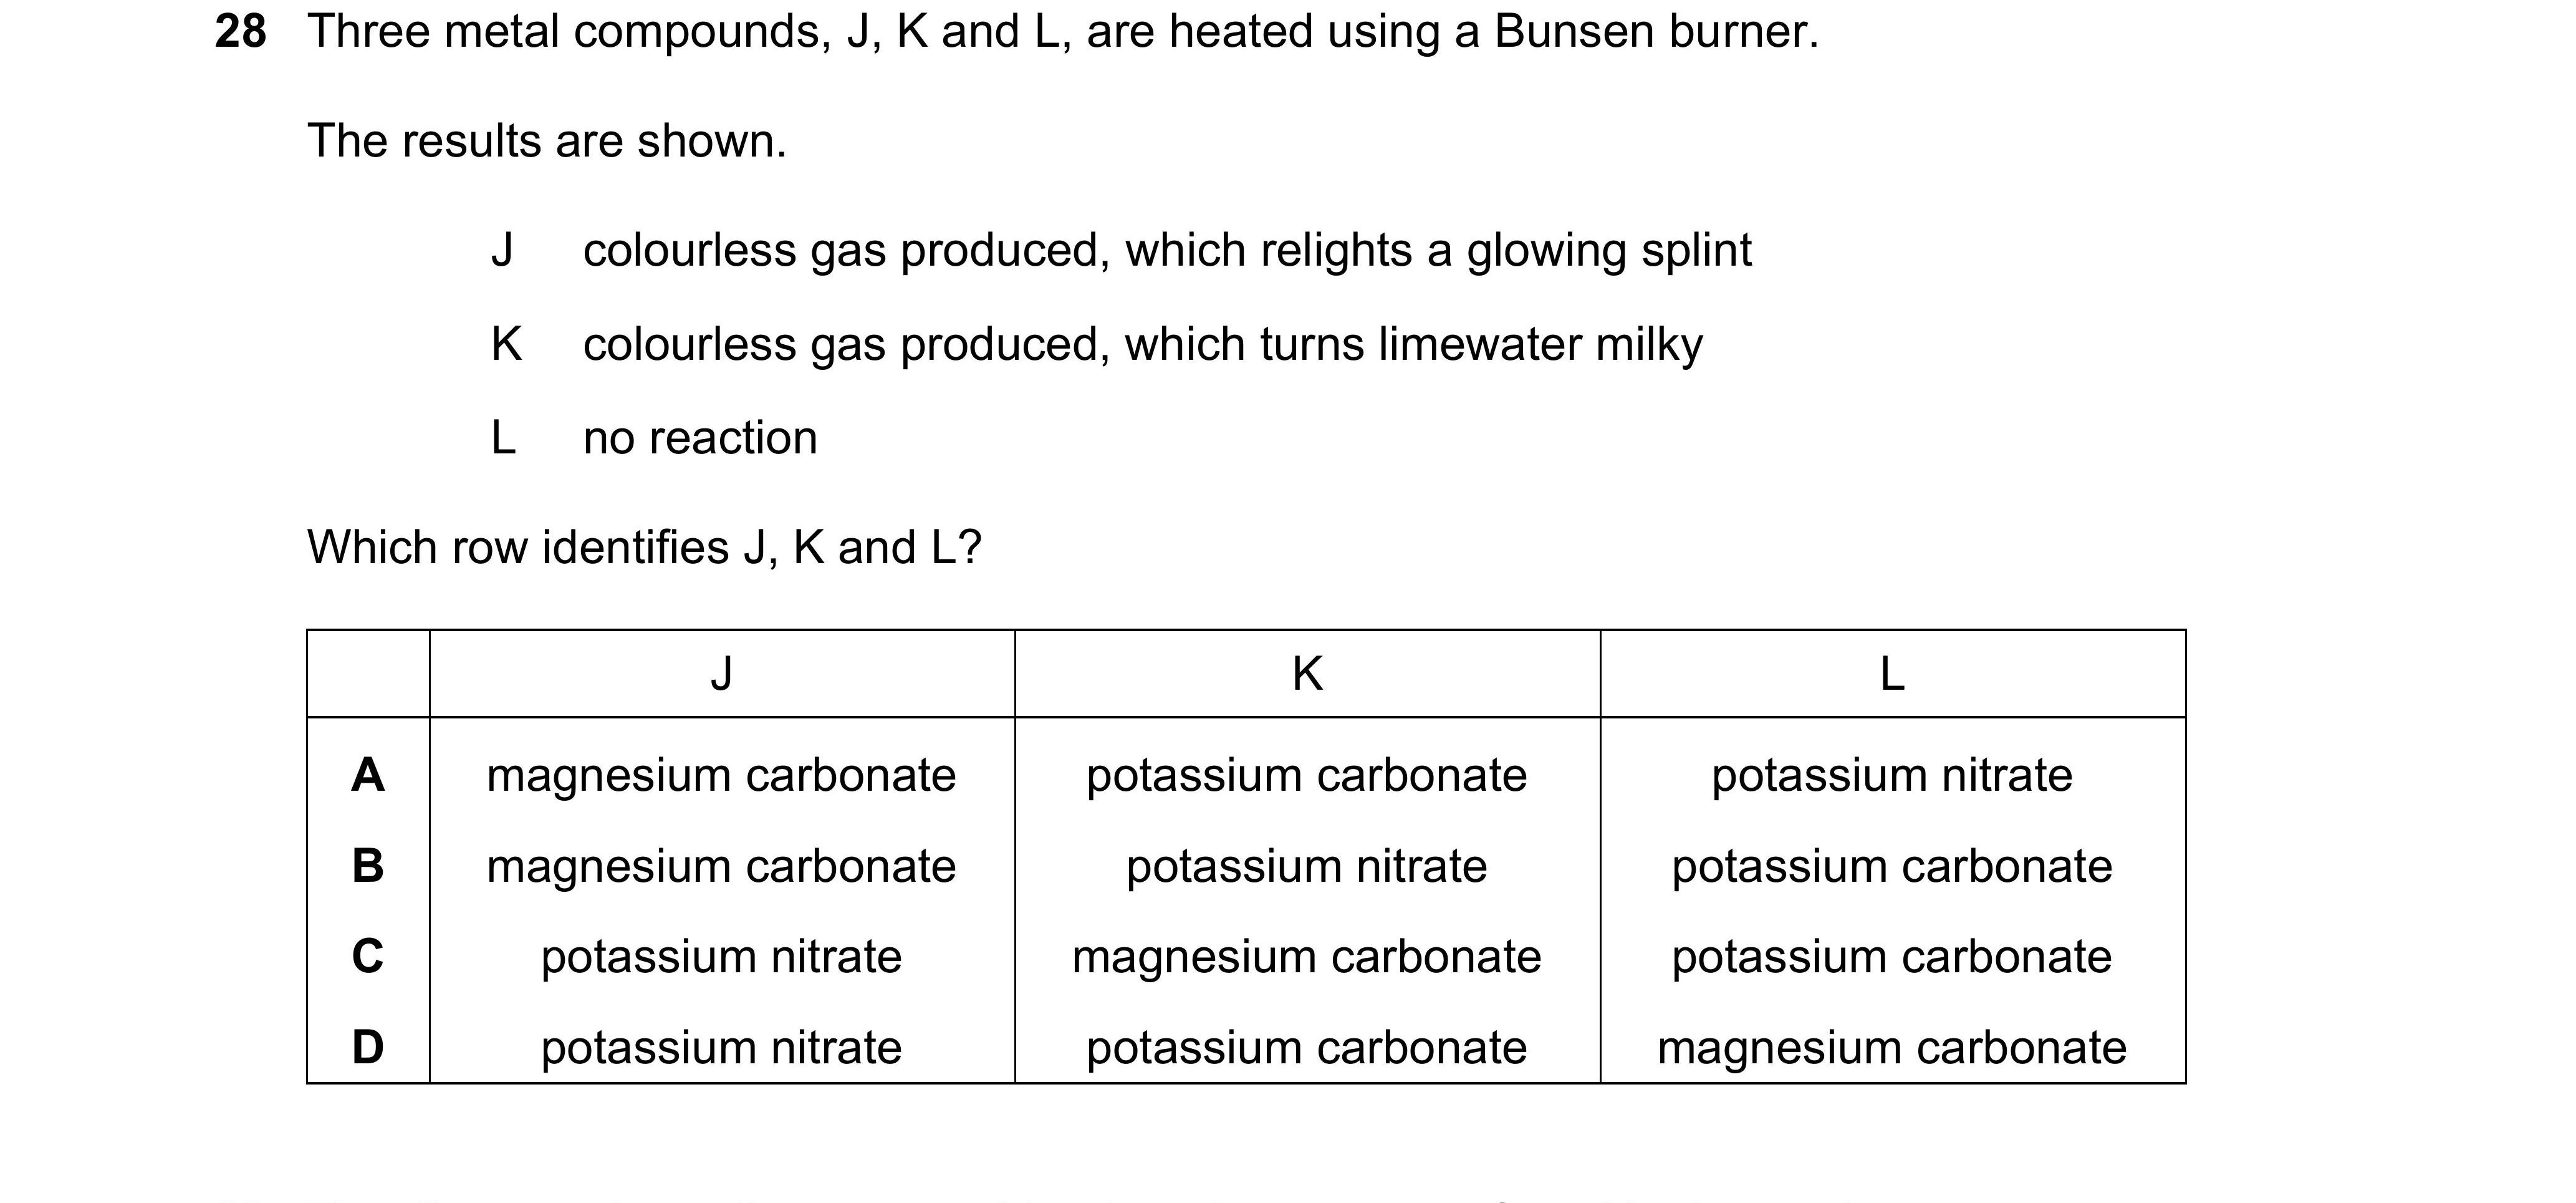 28 Three metal compounds, J, K and L, are heated using a Bunsen burner.
The results are shown.
J colourless gas produced, which relights a glowing splint
K colourless gas produced, which turns limewater milky
L no reaction
Which row identifies J, K and L?
J K L
A magnesium carbonate potassium carbonate potassium nitrate
B magnesium carbonate potassium nitrate potassium carbonate
C potassium nitrate magnesium carbonate potassium carbonate
D potassium nitrate potassium carbonate magnesium carbonate